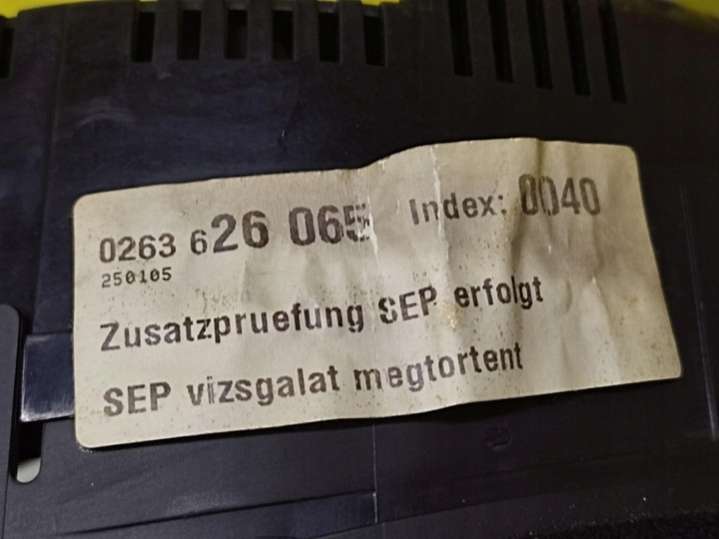 0263 626 065 Index: 0040
250105
Zusatzpruefung SEP erfolgt
SEP vizsgalat megtortent